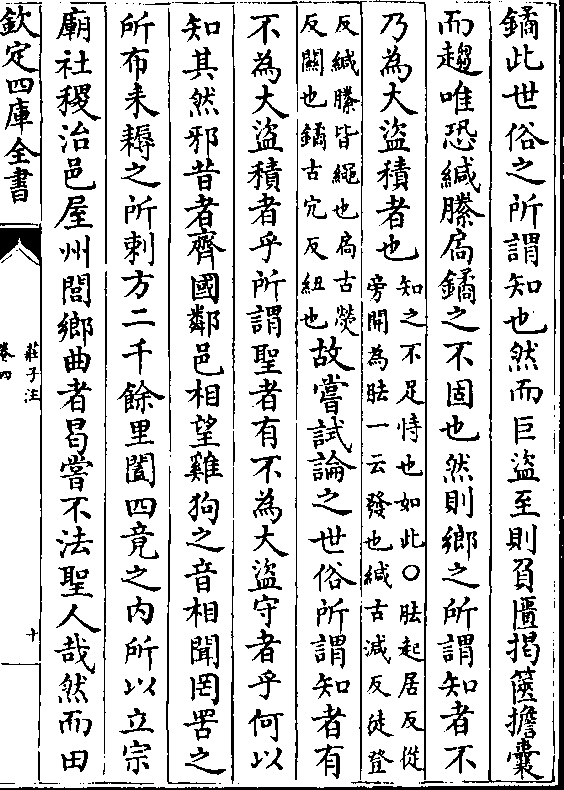 鐍此世俗之所謂知也然而巨盜至則負匱揭篋擔囊
而趨唯恐緘縢扃鐍之不固也然則鄉之所謂知者不
乃為大盜積者也知之不足恃也如此○胠起居反從
旁開為胠一云發也緘古減反徒登
反緘縢皆繩也扃古熒
反關也鐍古穴反紐也故嘗試論之世俗所謂知者有
不為大盜積者乎所謂聖者有不為大盜守者乎何以
知其然邪昔者齊國鄰邑相望雞狗之音相聞罔罟之
所布耒耨之所刺方二千餘里闔四竟之内所以立宗
廟社稷治邑屋州閭鄉曲者曷嘗不法聖人哉然而田
欽定四庫全書
莊子注
卷四
十